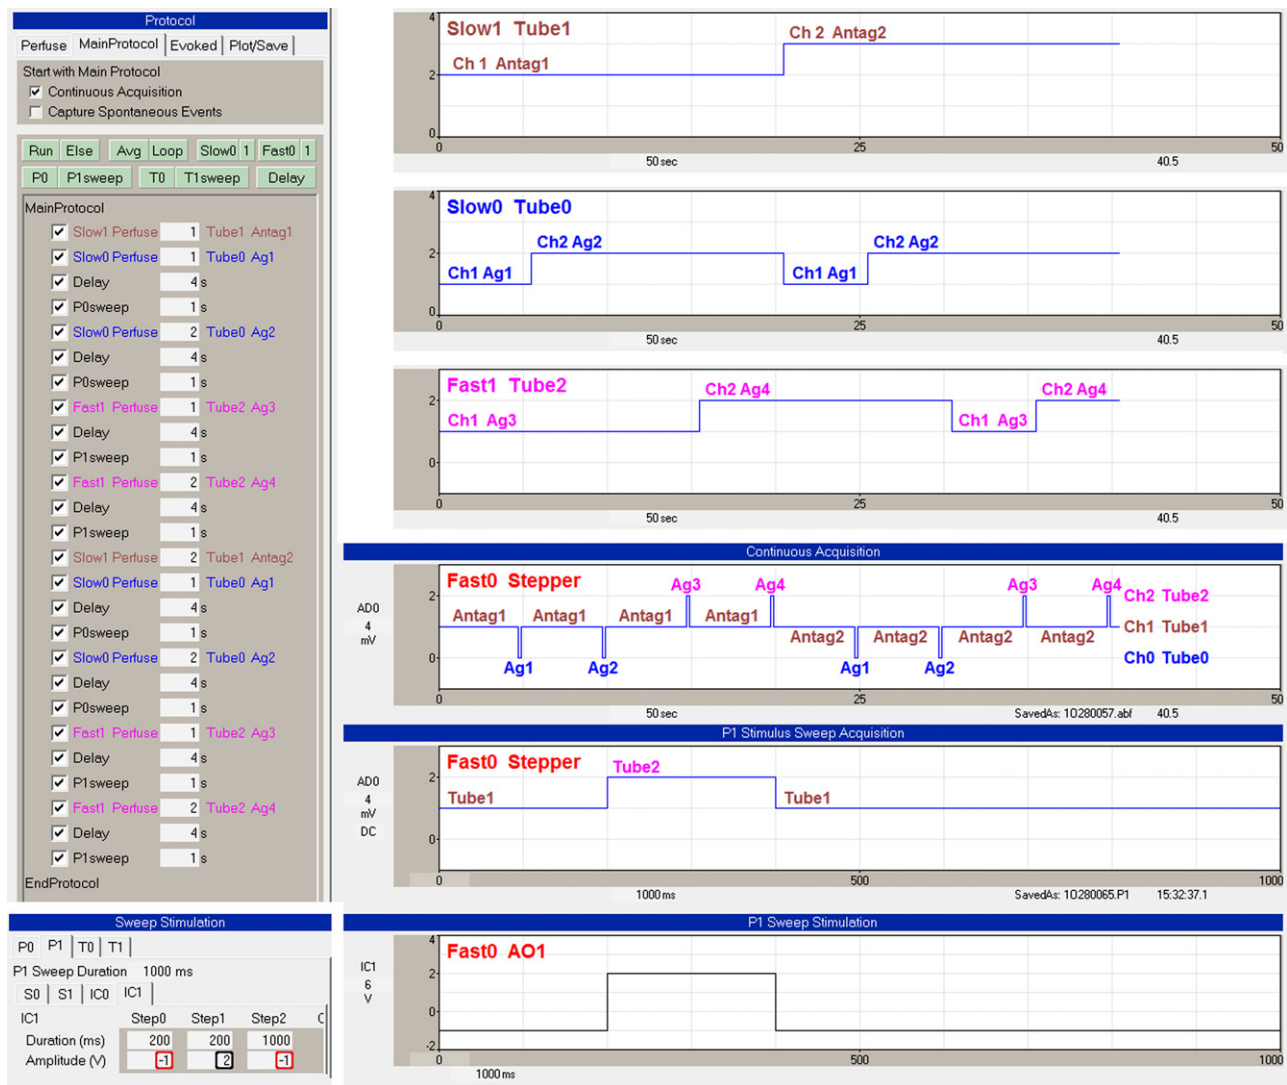 Protocol
Perfuse MainProtocol Evoked Plot/Save
Start with Main Protocol
Continuous Acquisition
Capture Spontaneous Events
Run Else Avg Loop Slow0 1 Fast0 1
P0 P1sweep T0 T1sweep Delay
MainProtocol
Slow1 Perfuse 1 Tube1 Antag1
Slow0 Perfuse 1 Tube0 Ag1
Delay 4 s
P0sweep 1 s
Slow0 Perfuse 2 Tube0 Ag2
Delay 4 s
P0sweep 1 s
Fast1 Perfuse 1 Tube2 Ag3
Delay 4 s
P1sweep 1 s
Fast1 Perfuse 2 Tube2 Ag4
Delay 4 s
P1sweep 1 s
Slow1 Perfuse 2 Tube1 Antag2
Slow0 Perfuse 1 Tube0 Ag1
Delay 4 s
P0sweep 1 s
Slow0 Perfuse 2 Tube0 Ag2
Delay 4 s
P0sweep 1 s
Fast1 Perfuse 1 Tube2 Ag3
Delay 4 s
P1sweep 1 s
Fast1 Perfuse 2 Tube2 Ag4
Delay 4 s
P1sweep 1 s
EndProtocol
Sweep Stimulation
P0 P1 T0 T1
P1 Sweep Duration 1000 ms
S0 S1 IC0 IC1
IC1 Step0 Step1 Step2 C
Duration (ms) 200 200 1000
Amplitude (V) -1 2 -1
4
Slow1 Tube1
Ch 2 Antag2
Ch 1 Antag1
2
0
0 25 50
50 sec 40.5
4
Slow0 Tube0
Ch2 Ag2 Ch2 Ag2
2
Ch1 Ag1 Ch1 Ag1
0
0 25 50
50 sec 40.5
Fast1 Tube2
Ch2 Ag4 Ch2 Ag4
2
Ch1 Ag3 Ch1 Ag3
0
0 25 50
50 sec 40.5
Continuous Acquisition
Fast0 Stepper Ag3 Ag4 Ag3 Ag4
2 Ch2 Tube2
AD0
4
mV
Antag1 Antag1 Antag1 Antag1
Ch1 Tube1
Antag2 Antag2 Antag2 Antag2
0 Ch0 Tube0
Ag1 Ag2 Ag1 Ag2
0 25 50
50 sec SavedAs: 10280057.abf 40.5
P1 Stimulus Sweep Acquisition
Fast0 Stepper Tube2
2
AD0
4
mV
DC
Tube1 Tube1
0
0 500 1000
1000 ms SavedAs: 10280065.P1 15:32:37.1
P1 Sweep Stimulation
4
Fast0 AO1
IC1
6
V
2
0
-2
0 500 1000
1000 ms